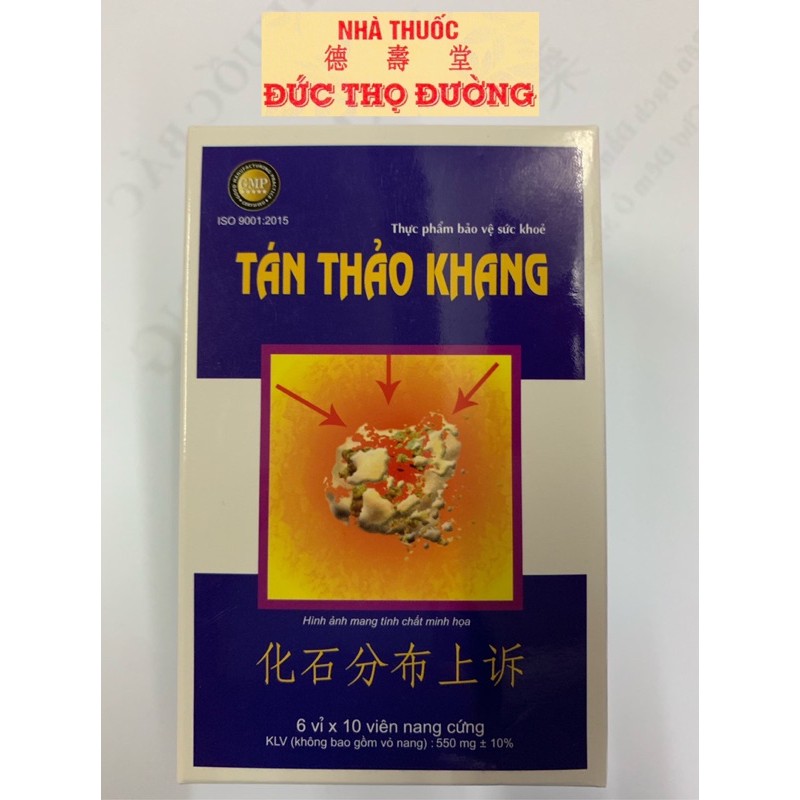 NHÀ THUỐC
德 壽 堂
ĐỨC THỌ ĐƯỜNG
GMP
ISO 9001:2015
Thực phẩm bảo vệ sức khoẻ
TÁN THẢO KHANG
Hình ảnh mang tính chất minh họa
化石分布上诉
6 vỉ x 10 viên nang cứng
KLV (không bao gồm vỏ nang) : 550 mg ± 10%